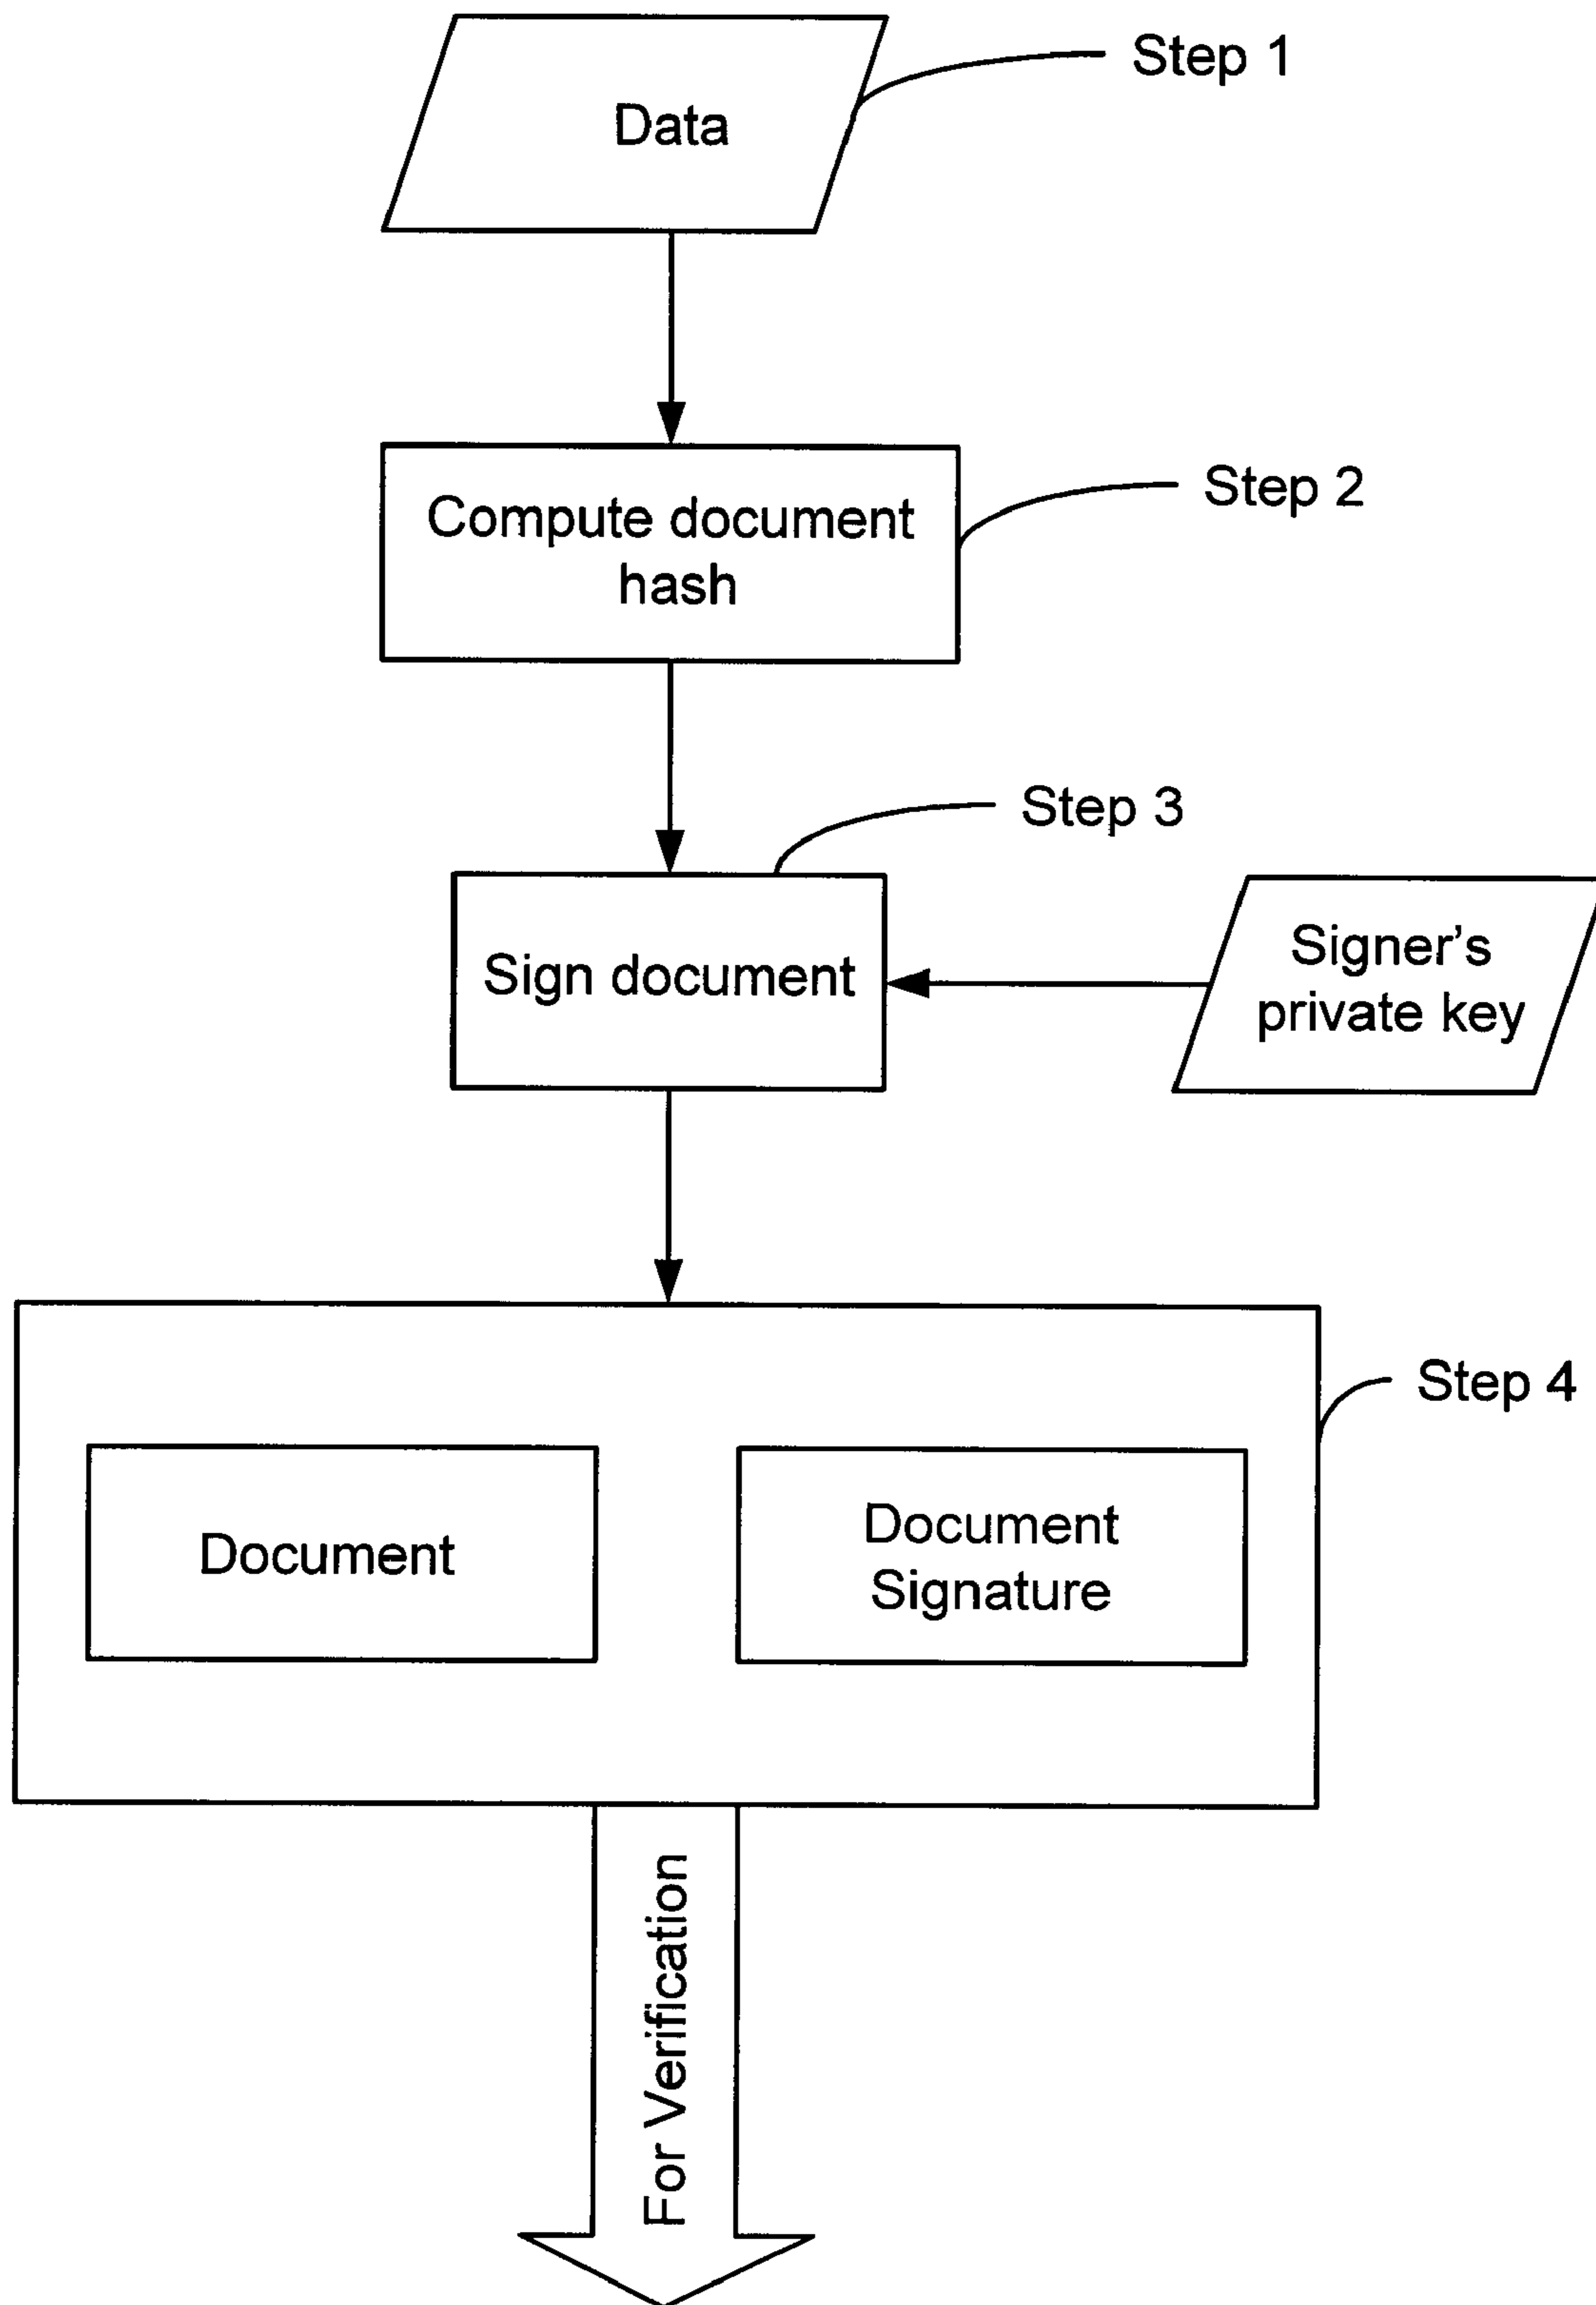 Step 1
Data
Step 2
Compute document
hash
Step 3
Sign document
Signer's
private key
Step 4
Document
Document
Signature
For Verification